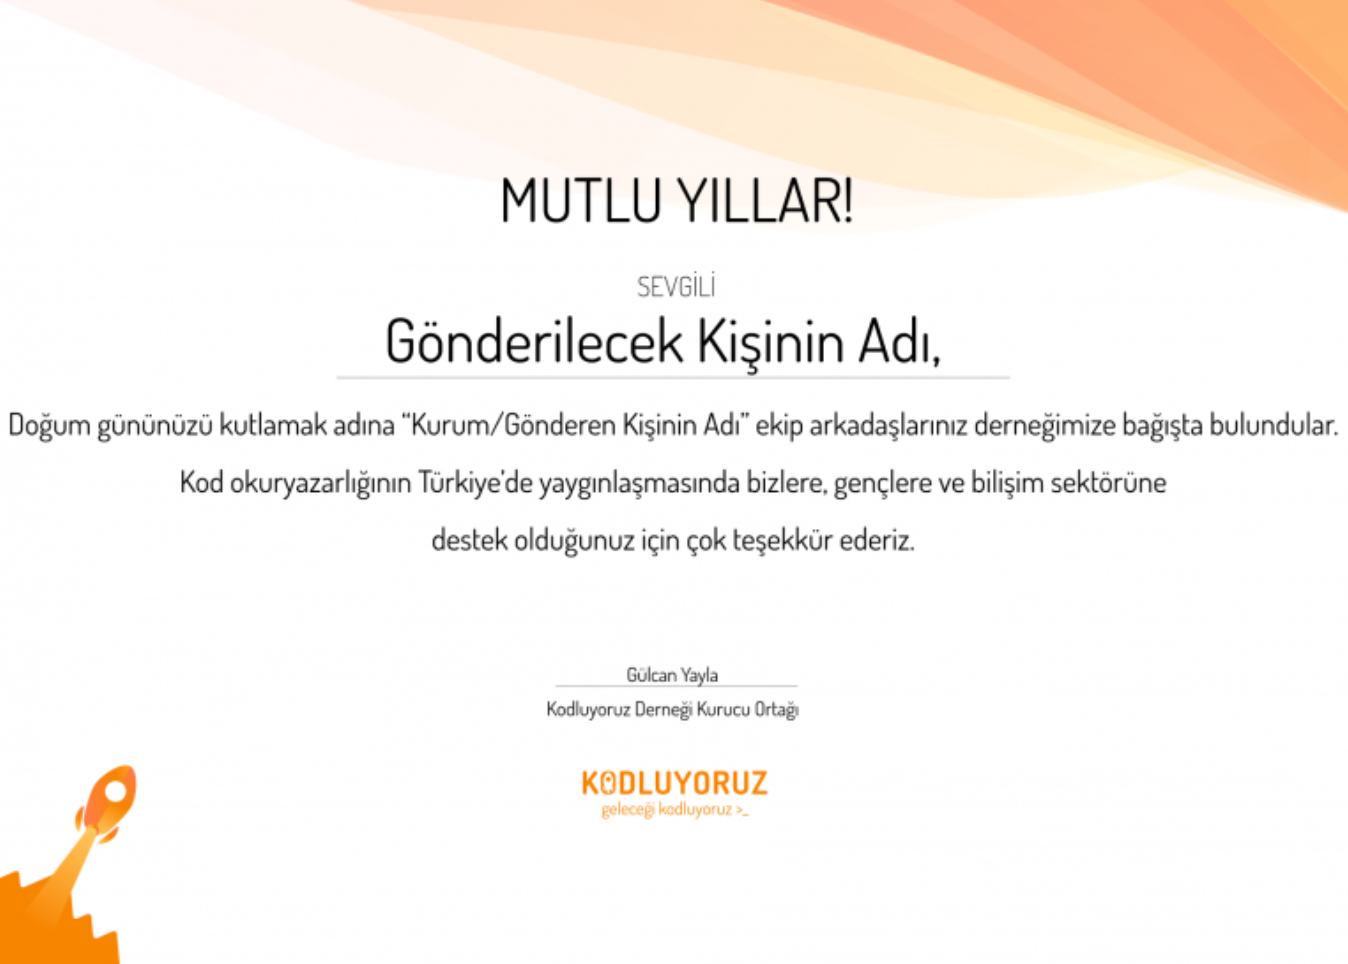 MUTLU YILLAR!
SEVGİLİ
Gönderilecek Kişinin Adı,
Doğum gününüzü kutlamak adına “Kurum/Gönderen Kişinin Adı” ekip arkadaşlarınız derneğimize bağışta bulundular.
Kod okuryazarlığının Türkiye'de yaygınlaşmasında bizlere, gençlere ve bilişim sektörüne
destek olduğunuz için çok teşekkür ederiz.
Gülcan Yayla
Kodluyoruz Derneği Kurucu Ortağı
KODLUYORUZ
geleceği kodluyoruz >_